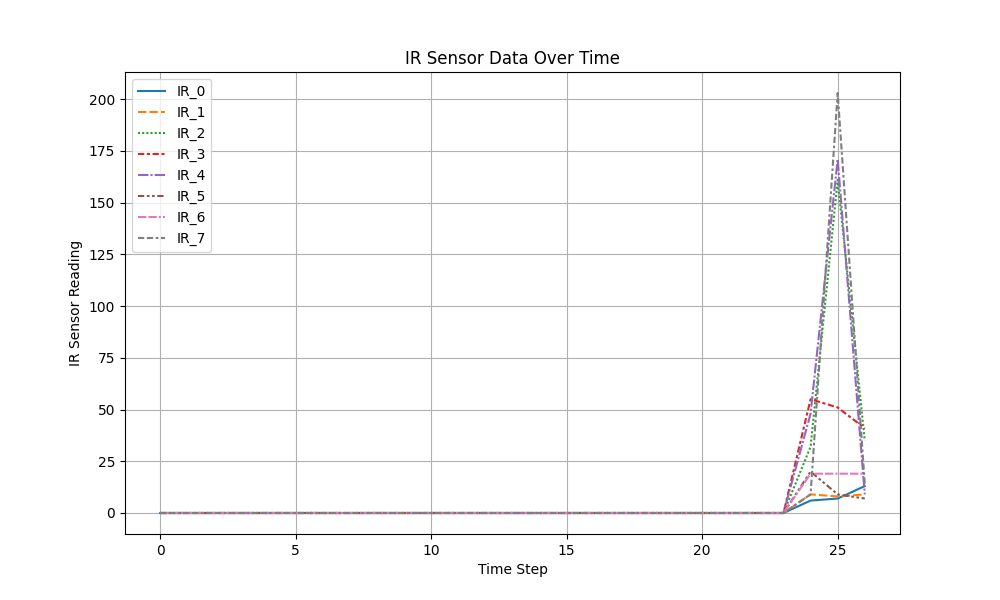 IR Sensor Data Over Time
IR_0
IR_1
IR_2
IR_3
IR_4
IR_5
IR_6
IR_7
200
175
150
125
100
75
50
25
0
IR Sensor Reading
0 5 10 15 20 25
Time Step